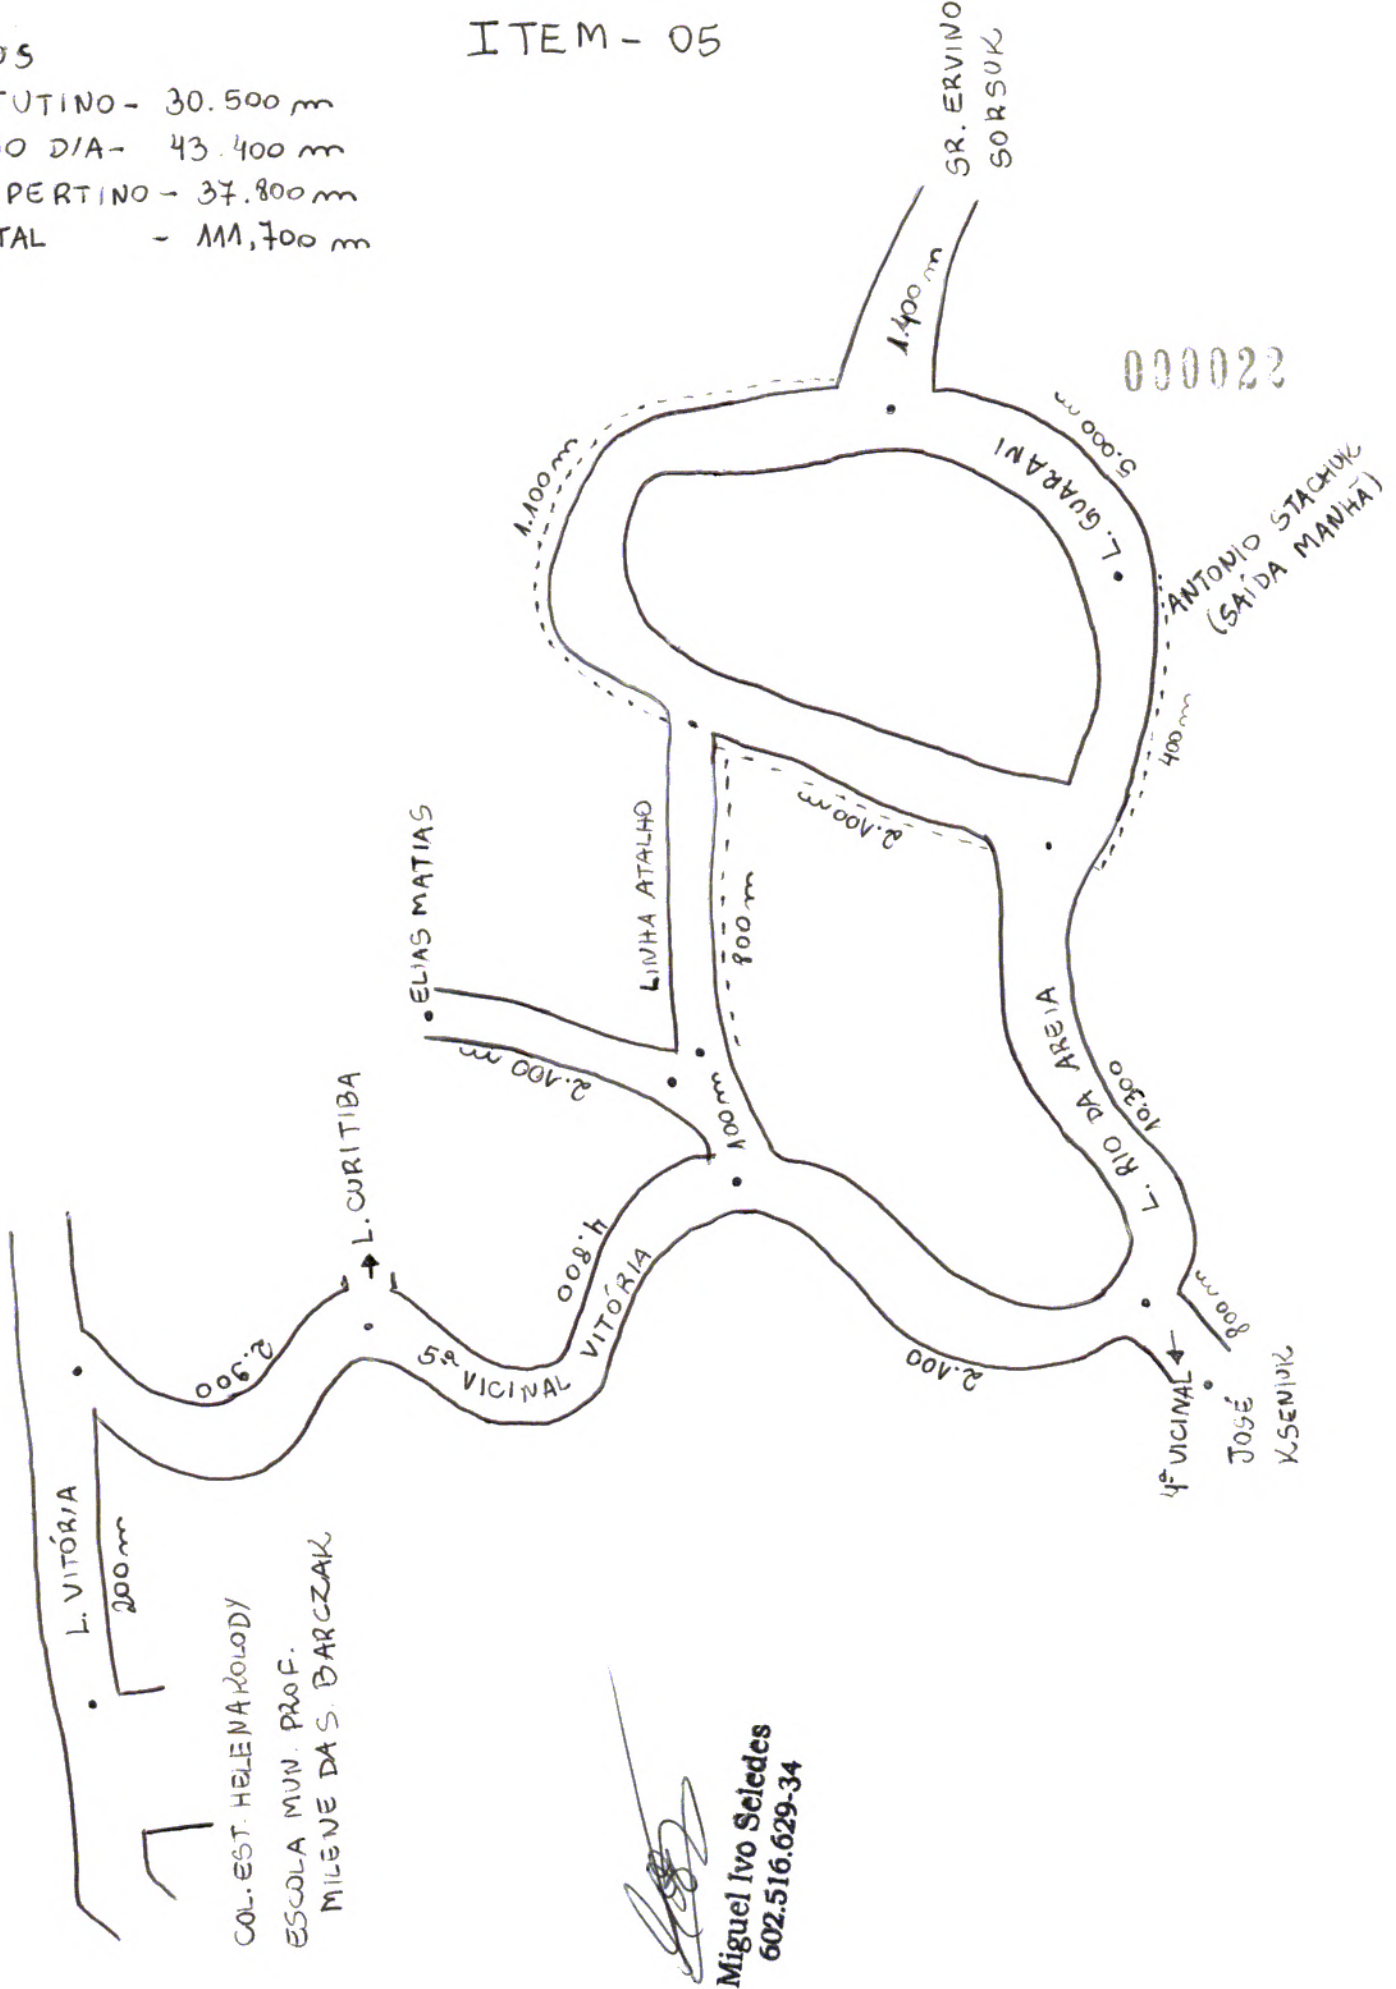 ITEM - 05
OS
TUTINO - 30.500 m
O DIA - 43.400 m
PERTINO - 37.800 m
TAL - 111,700 m
SR. ERVINO
SORSUK
1.400 m
000022
5.000 m
L. GUARANI
1.100 m
ANTONIO STACHUK
(SAÍDA MANHÃ)
400 m
2.100 m
LINHA ATALHO
800 m
ELIAS MATIAS
2.100 m
100 m
L. RIO DA AREIA
10.300
L. CURITIBA
2.900
4.800
5.ª VICINAL VITÓRIA
2.100
800 m
4ª VICINAL
JOSÉ
KSENIUK
L. VITÓRIA
200 m
COL. EST. HELENA KOLODY
ESCOLA MUN. PROF.
MILENE DA S. BARCZAK
Miguel Ivo Seledes
602.516.629-34